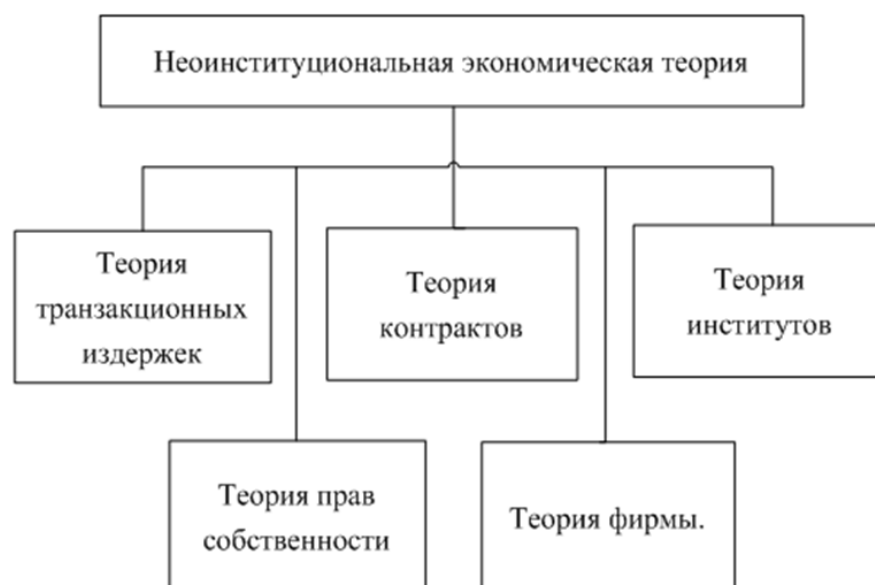 Неоинституциональная экономическая теория
Теория
транзакционных
издержек
Теория
контрактов
Теория
институтов
Теория прав
собственности
Теория фирмы.